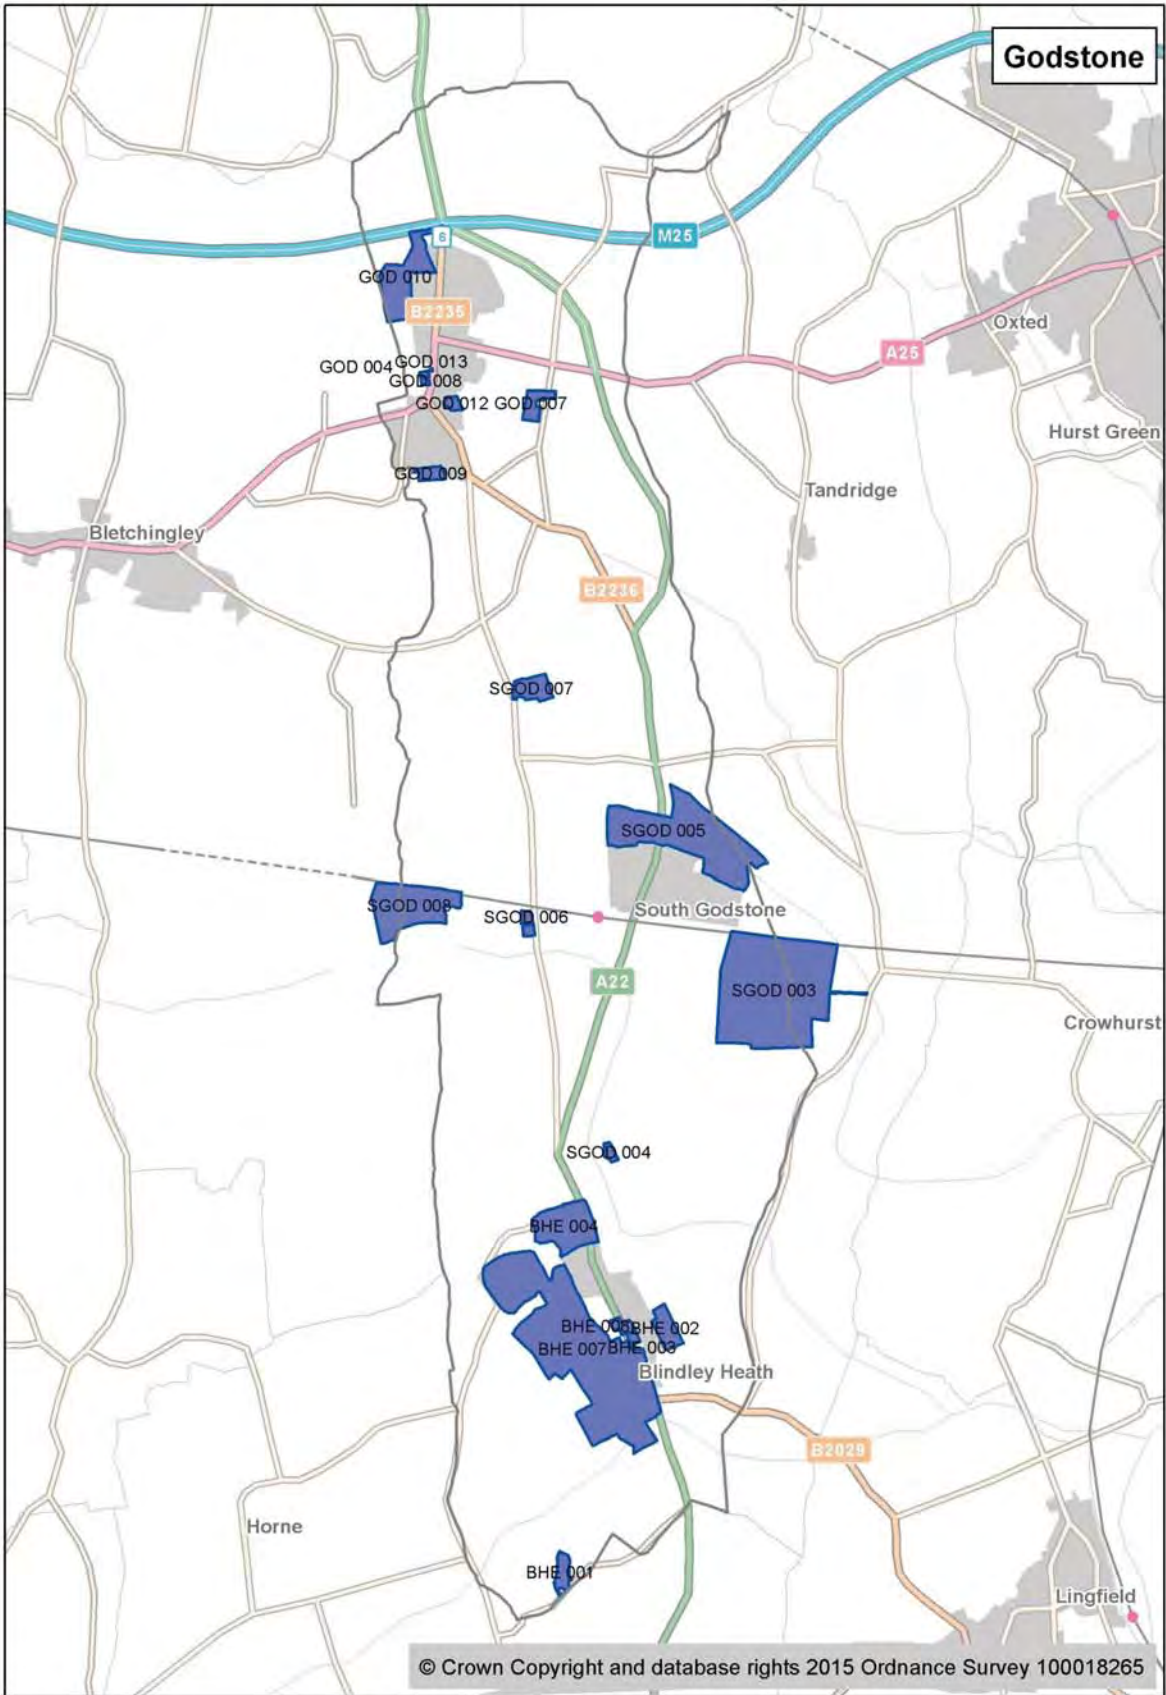 Godstone
6
M25
GOD 010
B2235
Oxted
A25
GOD 004
GOD 013
GOD 008
GOD 012
GOD 007
Hurst Green
GOD 009
Tandridge
Bletchingley
B2236
SGOD 007
SGOD 005
SGOD 008
SGOD 006
South Godstone
A22
SGOD 003
Crowhurst
SGOD 004
BHE 004
BHE 008
BHE 002
BHE 007
BHE 003
Blindley Heath
B2029
Horne
BHE 001
Lingfield
© Crown Copyright and database rights 2015 Ordnance Survey 100018265